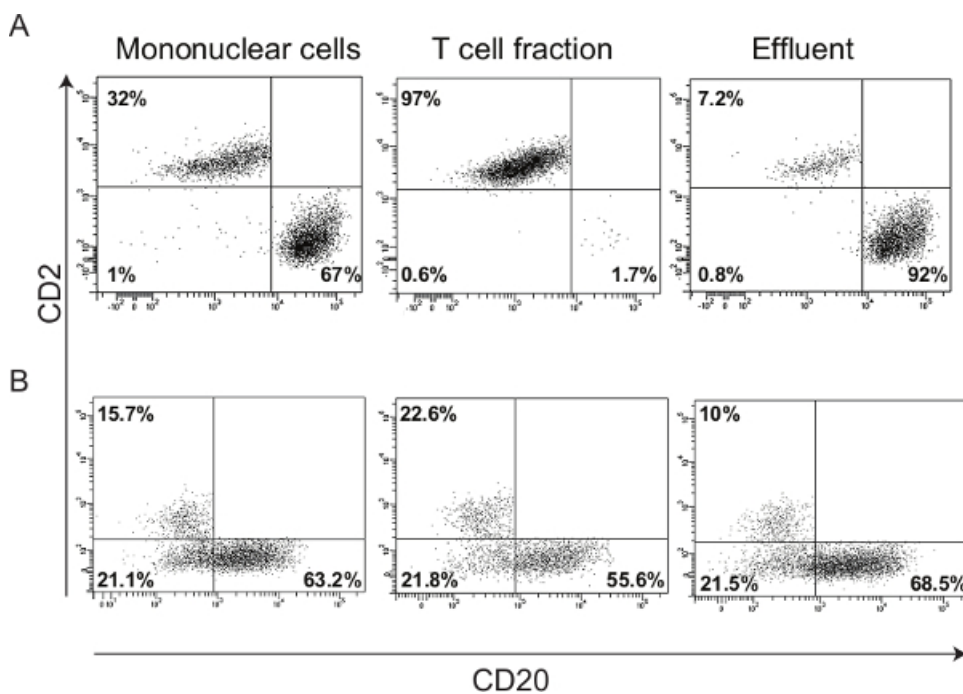 A
Mononuclear cells
T cell fraction
Effluent
32%
97%
7.2%
1%
67%
0.6%
1.7%
0.8%
92%
CD2
B
15.7%
22.6%
10%
21.1%
63.2%
21.8%
55.6%
21.5%
68.5%
CD20